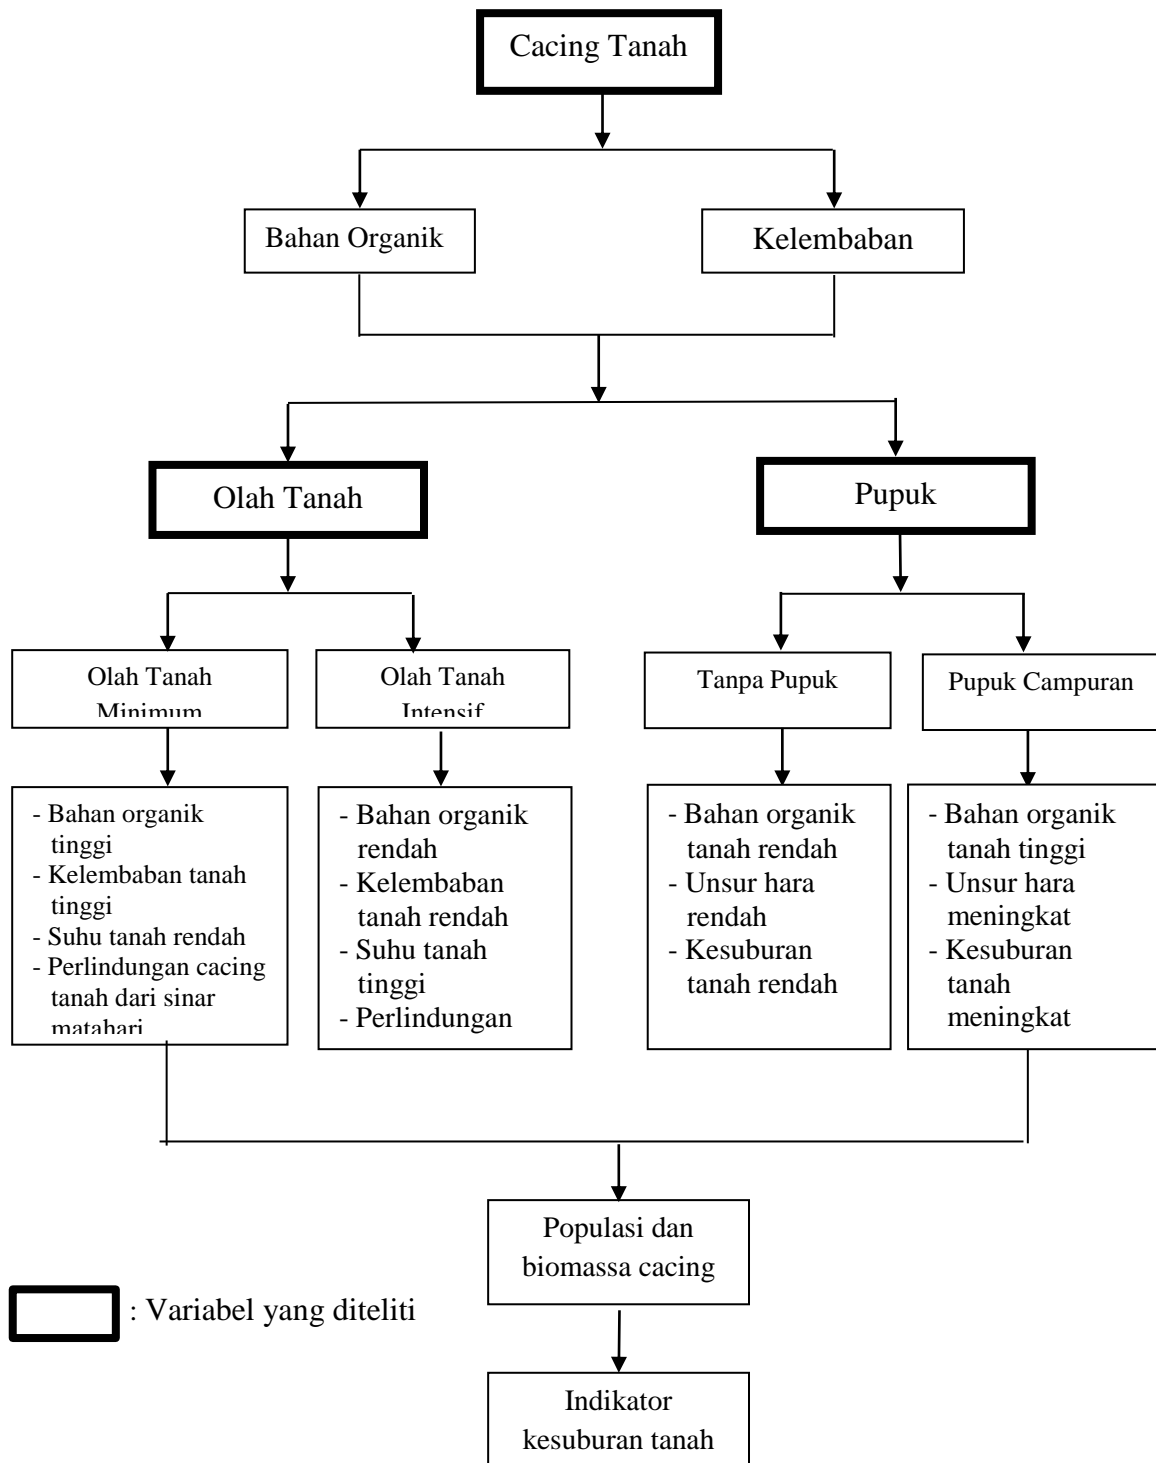 Cacing Tanah
Bahan Organik
Kelembaban
Olah Tanah
Pupuk
Olah Tanah
Minimum
Olah Tanah
Intensif
Tanpa Pupuk
Pupuk Campuran
- Bahan organik
tinggi
- Kelembaban tanah
tinggi
- Suhu tanah rendah
- Perlindungan cacing
tanah dari sinar
matahari
- Bahan organik
rendah
- Kelembaban
tanah rendah
- Suhu tanah
tinggi
- Perlindungan
- Bahan organik
tanah rendah
- Unsur hara
rendah
- Kesuburan
tanah rendah
- Bahan organik
tanah tinggi
- Unsur hara
meningkat
- Kesuburan
tanah
meningkat
Populasi dan
biomassa cacing
: Variabel yang diteliti
Indikator
kesuburan tanah